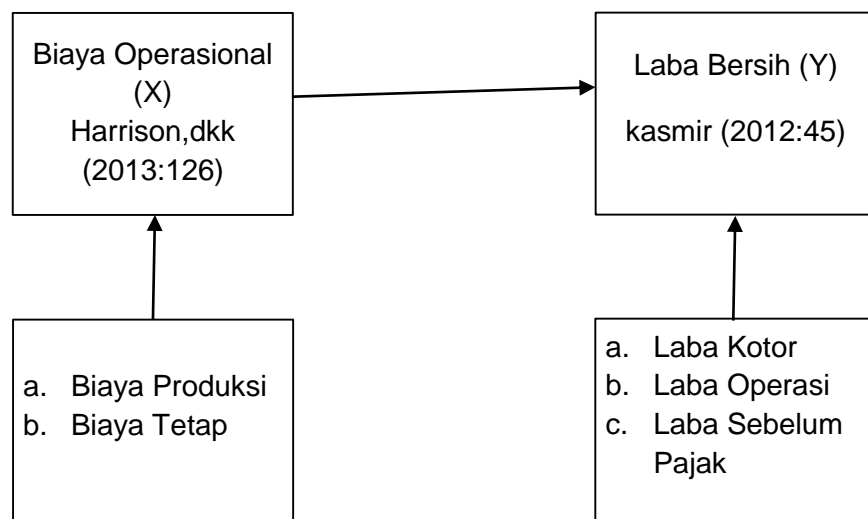 Biaya Operasional
(X)
Harrison,dkk
(2013:126)
Laba Bersih (Y)
kasmir (2012:45)
a. Biaya Produksi
b. Biaya Tetap
a. Laba Kotor
b. Laba Operasi
c. Laba Sebelum
Pajak